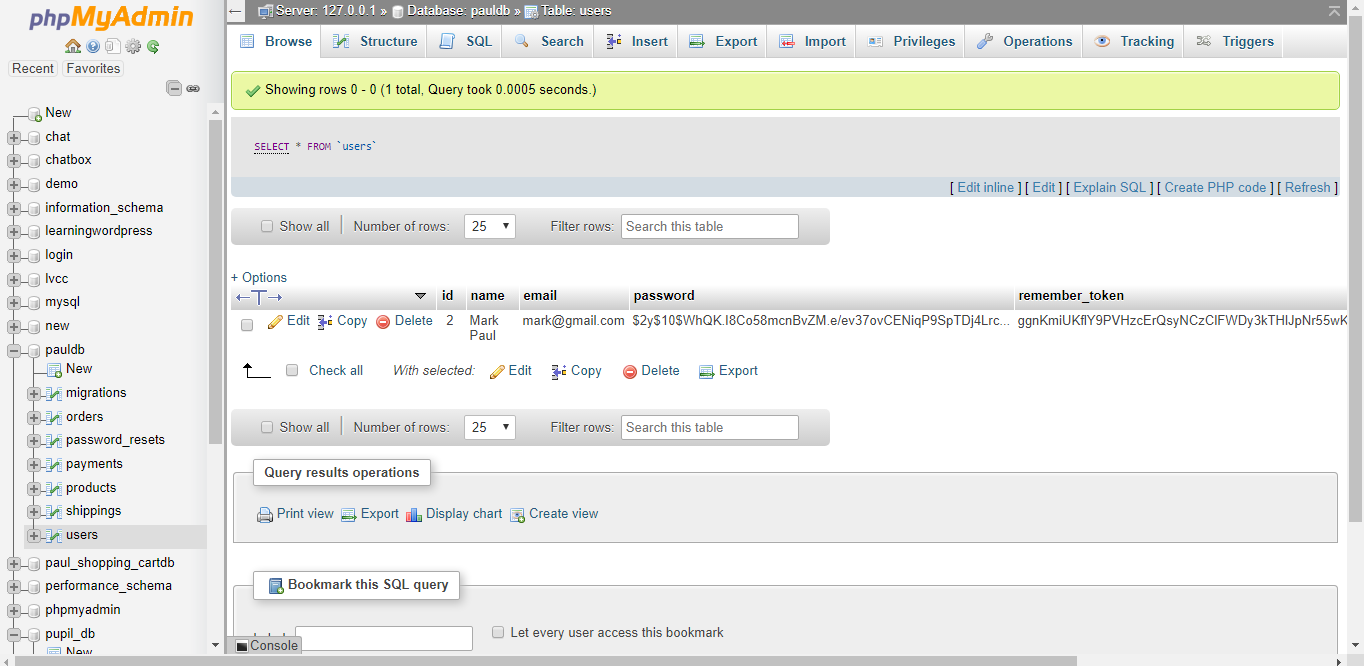 phpMyAdmin
Recent Favorites
New
chat
chatbox
demo
information_schema
learningwordpress
login
lvcc
mysql
new
pauldb
New
migrations
orders
password_resets
payments
products
shippings
users
paul_shopping_cartdb
performance_schema
phpmyadmin
pupil_db
New
Server: 127.0.0.1 » Database: pauldb » Table: users
Browse Structure SQL Search Insert Export Import Privileges Operations Tracking Triggers
Showing rows 0 - 0 (1 total, Query took 0.0005 seconds.)
SELECT * FROM `users`
[ Edit inline ] [ Edit ] [ Explain SQL ] [ Create PHP code ] [ Refresh ]
Show all Number of rows: 25 Filter rows: Search this table
+ Options
id name email password remember_token
Edit Copy Delete 2 Mark Paul mark@gmail.com $2y$10$WhQK.I8Co58mcnBvZM.e/ev37ovCENiqP9SpTDj4Lrc... ggnKmiUKflY9PVHzcErQsyNCzCIFWDy3kTHIJpNr55wK
Check all With selected: Edit Copy Delete Export
Show all Number of rows: 25 Filter rows: Search this table
Query results operations
Print view Export Display chart Create view
Bookmark this SQL query
Let every user access this bookmark
Console